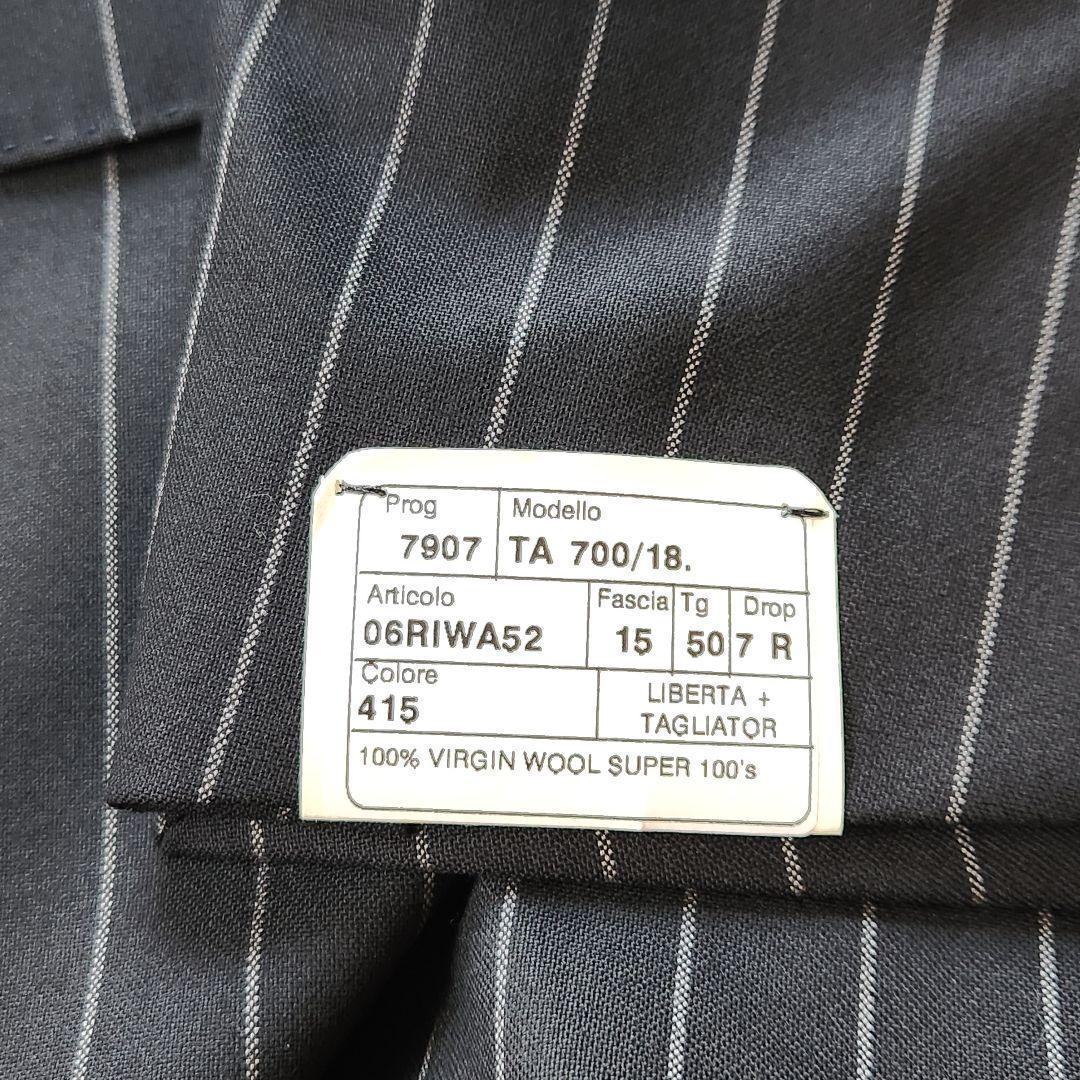 Prog Modello
7907 TA 700/18.
Articolo Fascia Tg Drop
06RIWA52 15 50 7 R
Colore LIBERTA +
415 TAGLIATOR
100% VIRGIN WOOL SUPER 100's